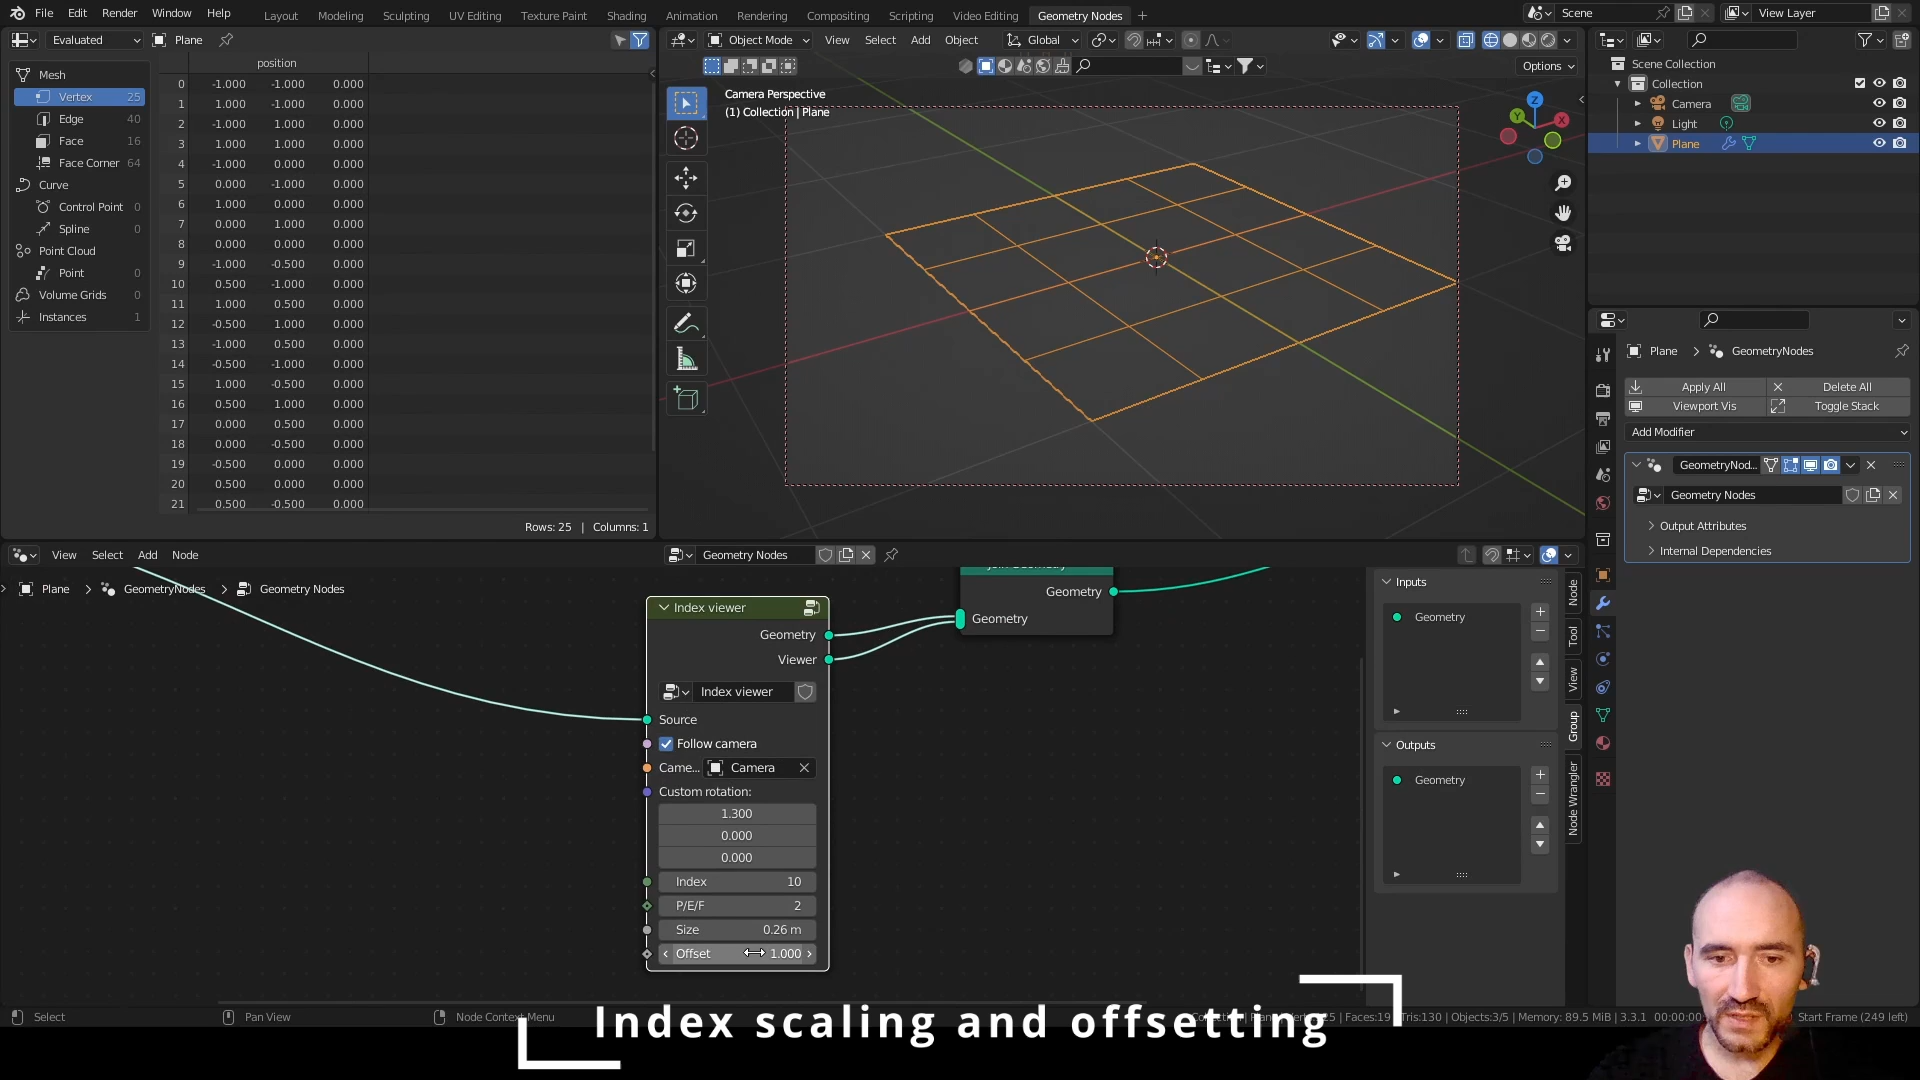 File Edit Render Window Help Layout Modeling Sculpting UV Editing Texture Paint Shading Animation Rendering Compositing Scripting Video Editing Geometry Nodes Scene View Layer
Evaluated Plane
position
Mesh
Vertex 25
Edge 40
Face 16
Face Corner 64
Curve
Control Point 0
Spline 0
Point Cloud
Point 0
Volume Grids 0
Instances 1
0 -1.000 -1.000 0.000
1 1.000 -1.000 0.000
2 -1.000 1.000 0.000
3 1.000 1.000 0.000
4 -1.000 0.000 0.000
5 0.000 -1.000 0.000
6 1.000 0.000 0.000
7 0.000 1.000 0.000
8 0.000 0.000 0.000
9 -1.000 -0.500 0.000
10 0.500 -1.000 0.000
11 1.000 0.500 0.000
12 -0.500 1.000 0.000
13 -1.000 0.500 0.000
14 -0.500 -1.000 0.000
15 1.000 -0.500 0.000
16 0.500 1.000 0.000
17 0.000 0.500 0.000
18 0.000 -0.500 0.000
19 -0.500 0.000 0.000
20 0.500 0.000 0.000
21 0.500 -0.500 0.000
Rows: 25 | Columns: 1
Object Mode View Select Add Object Global
Options
Camera Perspective
(1) Collection | Plane
Z
Y
X
Scene Collection
Collection
Camera
Light
Plane
Plane GeometryNodes
Apply All Delete All
Viewport Vis Toggle Stack
Add Modifier
GeometryNod...
Geometry Nodes
Output Attributes
Internal Dependencies
View Select Add Node Geometry Nodes
Plane GeometryNodes Geometry Nodes
Index viewer
Geometry
Viewer
Index viewer
Source
Follow camera
Came... Camera
Custom rotation:
1.300
0.000
0.000
Index 10
P/E/F 2
Size 0.26 m
Offset 1.000
Geometry
Geometry
Inputs
Geometry
Outputs
Geometry
Node
Tool
View
Group
Node Wrangler
Select Pan View Node Context Menu
Index scaling and offsetting
Tris:130 | Objects:3/5 | Memory: 89.5 MiB | 3.3.1
Start Frame (249 left)